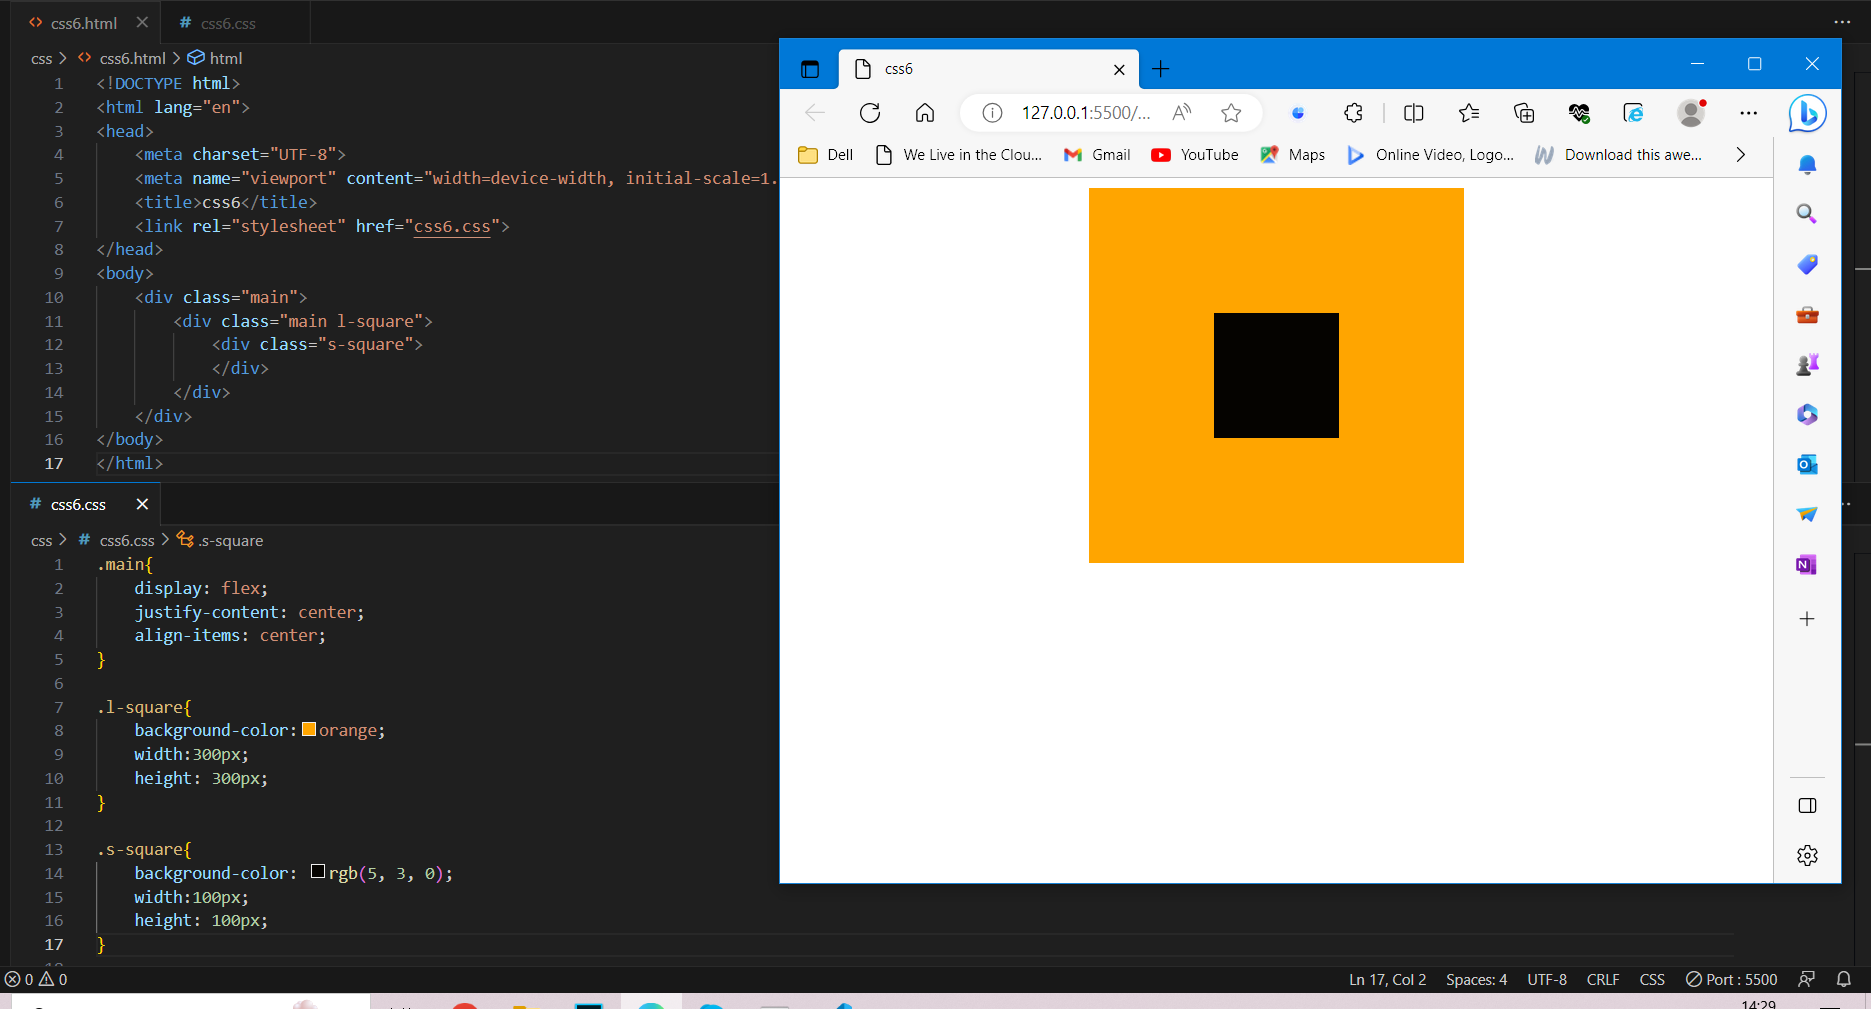 css6.html
css6.css
css > css6.html > html
1 <!DOCTYPE html>
2 <html lang="en">
3 <head>
4 <meta charset="UTF-8">
5 <meta name="viewport" content="width=device-width, initial-scale=1.
6 <title>css6</title>
7 <link rel="stylesheet" href="css6.css">
8 </head>
9 <body>
10 <div class="main">
11 <div class="main l-square">
12 <div class="s-square">
13 </div>
14 </div>
15 </div>
16 </body>
17 </html>
css6.css
css > # css6.css > .s-square
1 .main{
2 display: flex;
3 justify-content: center;
4 align-items: center;
5 }
6
7 .l-square{
8 background-color: orange;
9 width:300px;
10 height: 300px;
11 }
12
13 .s-square{
14 background-color: rgb(5, 3, 0);
15 width:100px;
16 height: 100px;
17 }
css6
127.0.0.1:5500/...
Dell
We Live in the Clou...
Gmail
YouTube
Maps
Online Video, Logo...
Download this awe...
0 0
Ln 17, Col 2
Spaces: 4
UTF-8
CRLF
CSS
Port : 5500
14:29